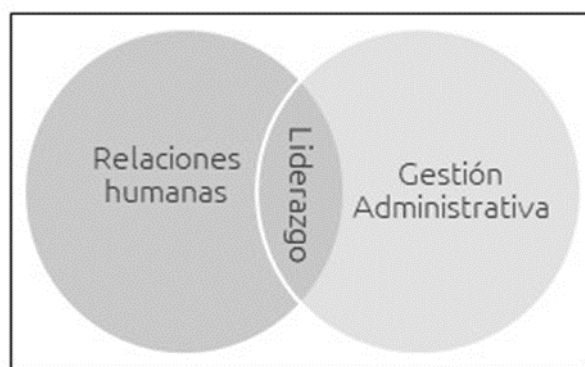 Relaciones
humanas
Liderazgo
Gestión
Administrativa